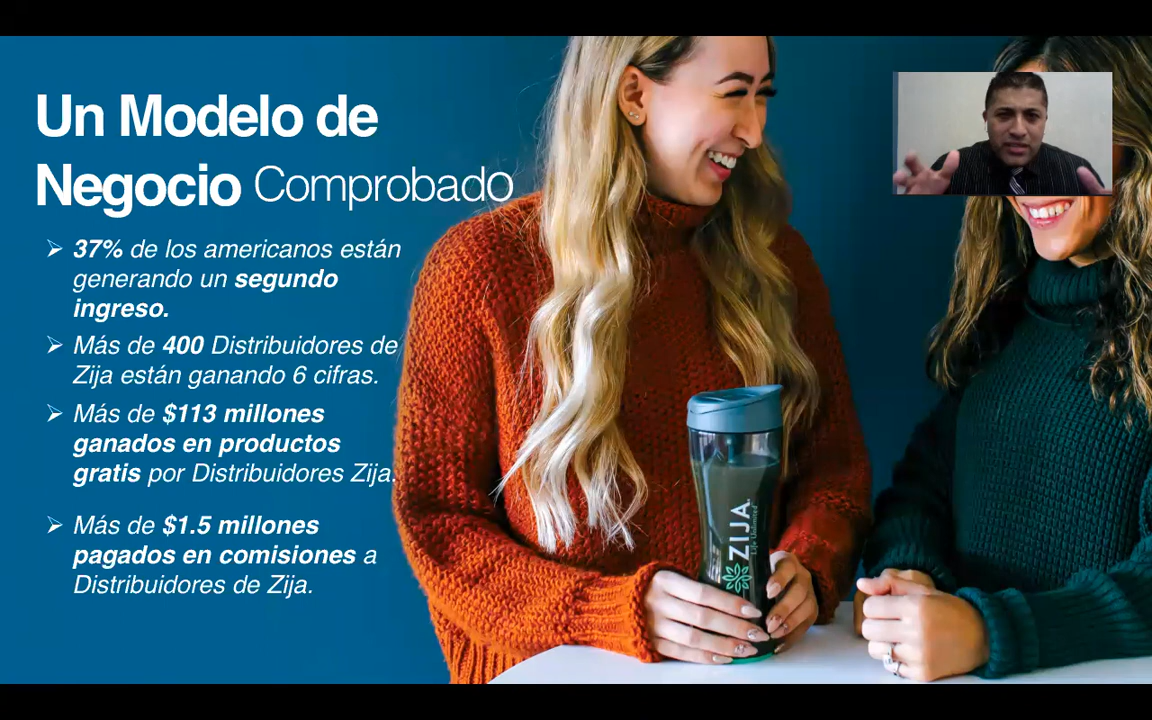 Un Modelo de
Negocio Comprobado
➢ 37% de los americanos están
generando un segundo
ingreso.
➢ Más de 400 Distribuidores de
Zija están ganando 6 cifras.
➢ Más de $113 millones
ganados en productos
gratis por Distribuidores Zija.
➢ Más de $1.5 millones
pagados en comisiones a
Distribuidores de Zija.
ZIJA
Life Unlimited